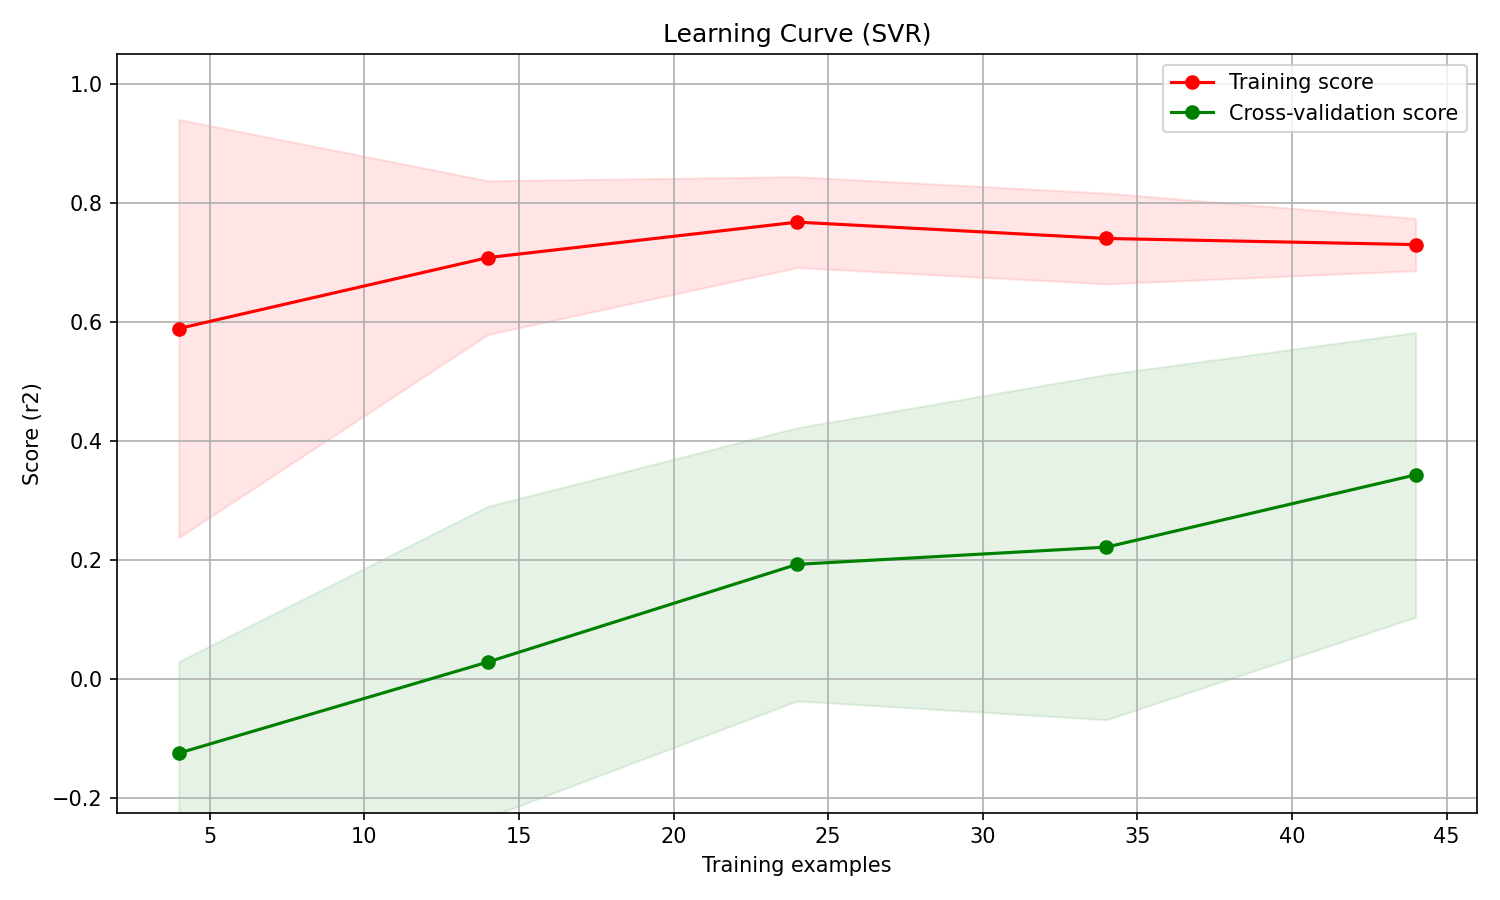 Learning Curve (SVR)
Training score
Cross-validation score
1.0
0.8
0.6
0.4
0.2
0.0
−0.2
Score (r2)
5 10 15 20 25 30 35 40 45
Training examples